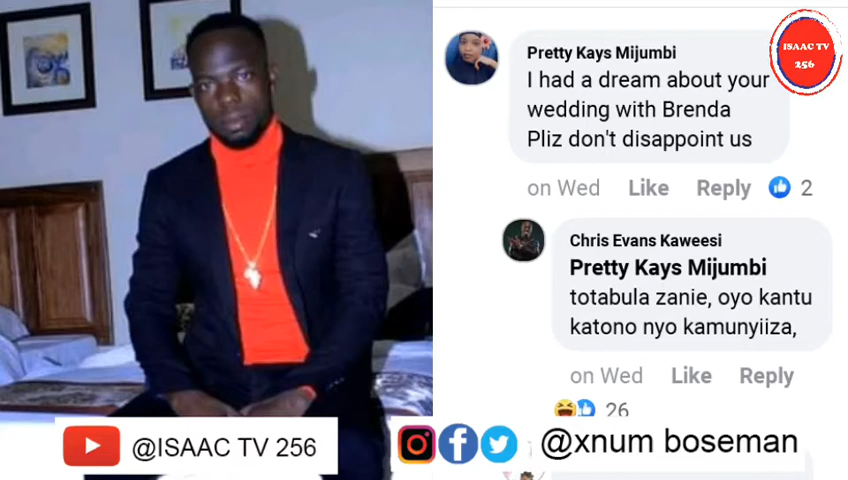 Pretty Kays Mijumbi
I had a dream about your
wedding with Brenda
Pliz don't disappoint us
on Wed Like Reply 2
Chris Evans Kaweesi
Pretty Kays Mijumbi
totabula zanie, oyo kantu
katono nyo kamunyiiza,
on Wed Like Reply
26
ISAAC TV
256
@ISAAC TV 256
@xnum boseman